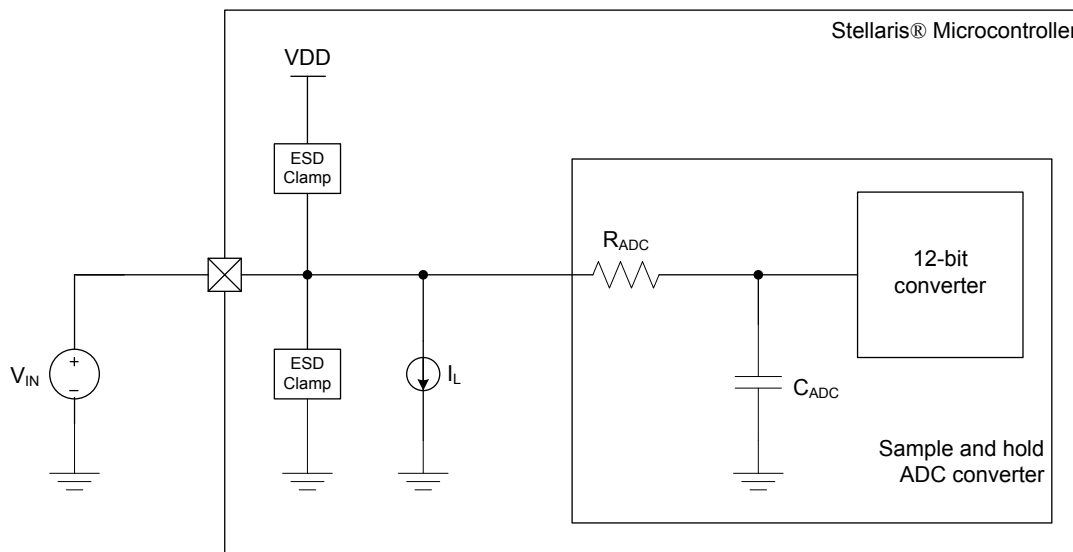 Stellaris® Microcontroller
VDD
ESD
Clamp
RADC
12-bit
converter
VIN
+
–
ESD
Clamp
IL
CADC
Sample and hold
ADC converter